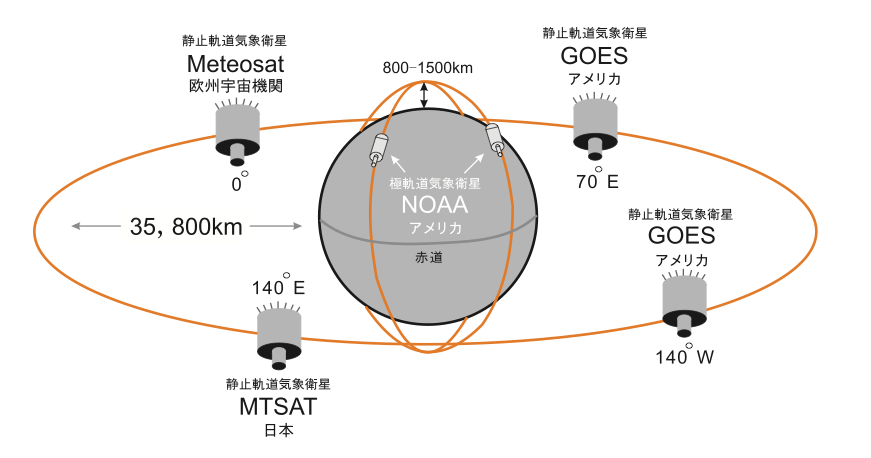 静止軌道気象衛星
Meteosat
欧州宇宙機関
0°
静止軌道気象衛星
GOES
アメリカ
70° E
800-1500km
極軌道気象衛星
NOAA
アメリカ
赤道
35, 800km
静止軌道気象衛星
GOES
アメリカ
140° W
140° E
静止軌道気象衛星
MTSAT
日本